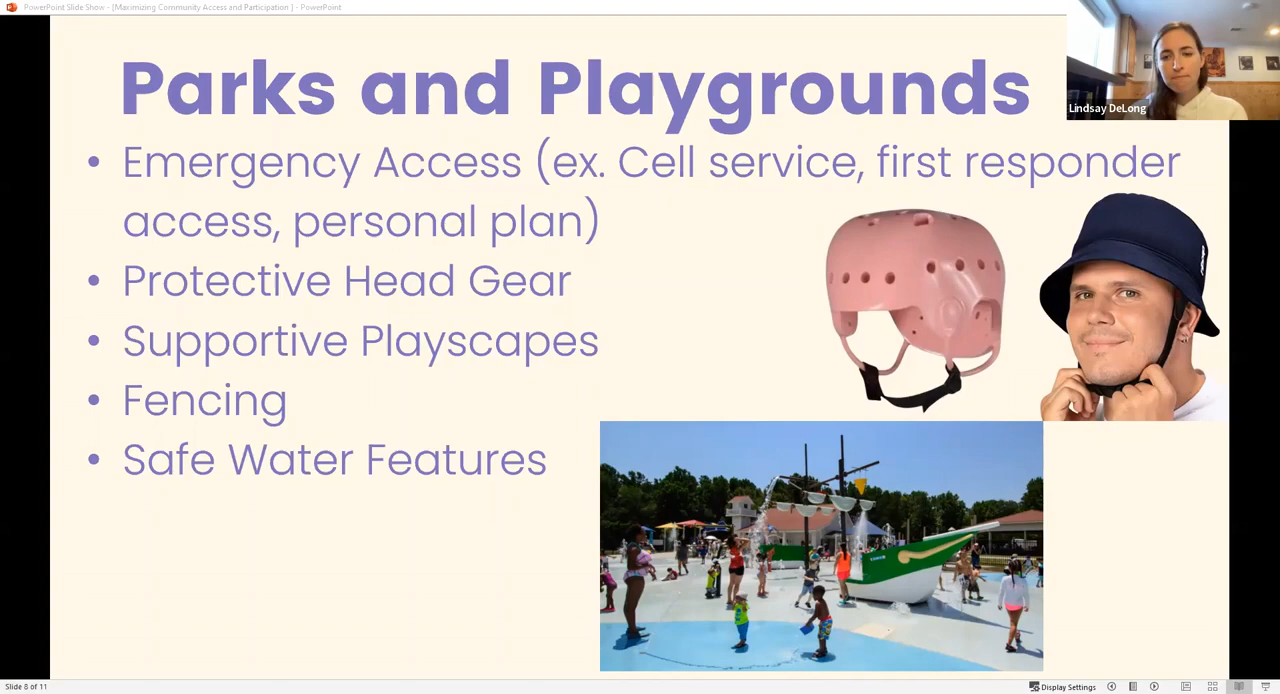 PowerPoint Slide Show - [Maximizing Community Access and Participation ] - PowerPoint
Parks and Playgrounds
Lindsay DeLong
• Emergency Access (ex. Cell service, first responder
access, personal plan)
• Protective Head Gear
• Supportive Playscapes
• Fencing
• Safe Water Features
Slide 8 of 11
Display Settings